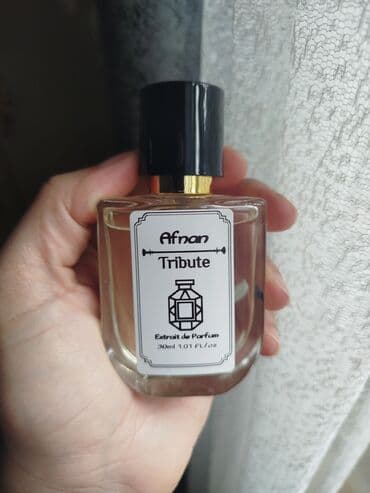 Afnan
Tribute
Extrait de Parfum
30ml 1.01 fl/oz